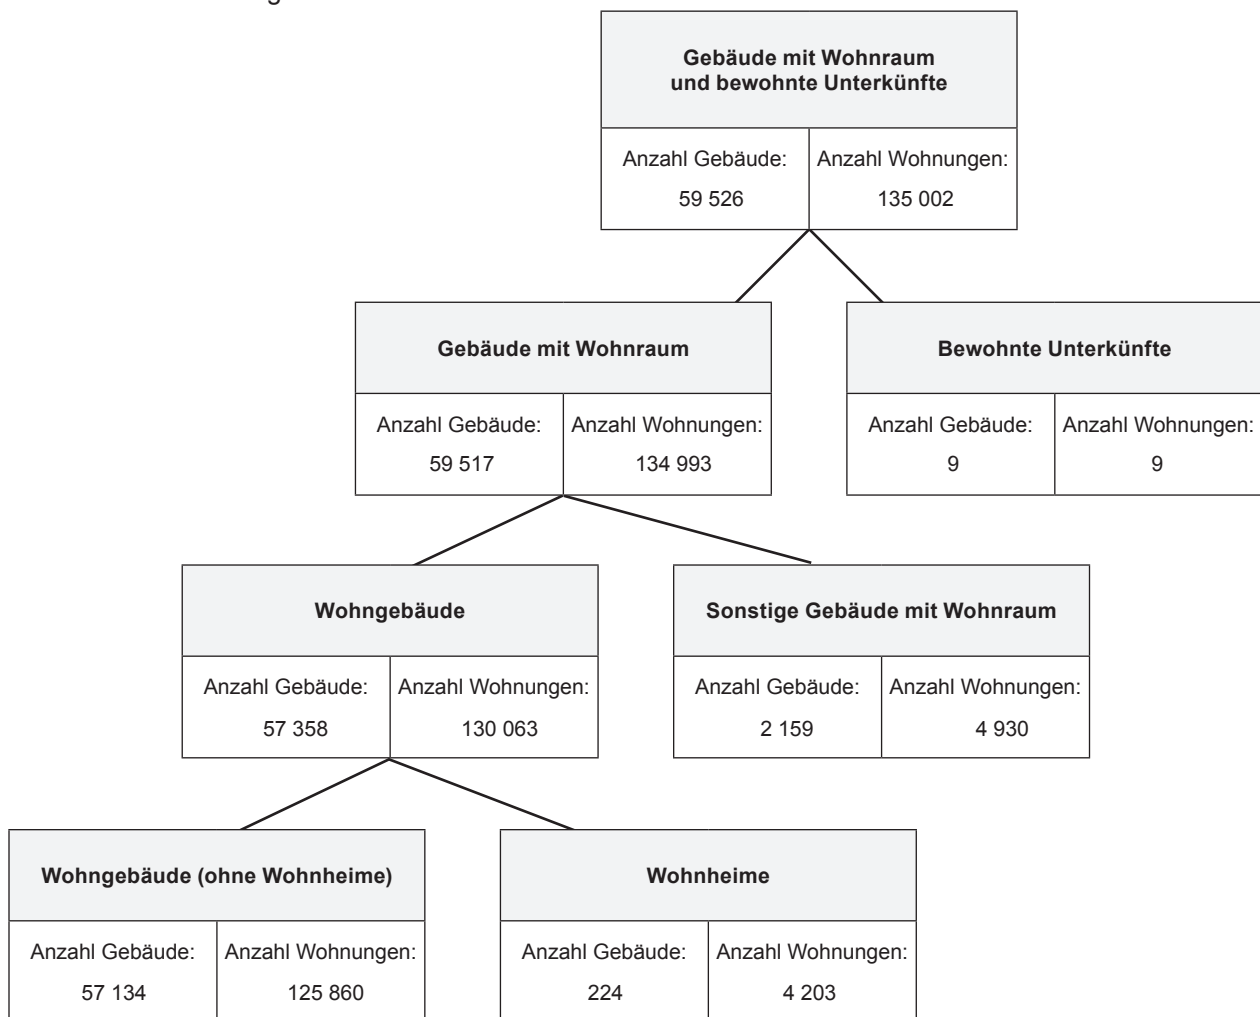 Gebäude mit Wohnraum
und bewohnte Unterkünfte
Anzahl Gebäude: Anzahl Wohnungen:
59 526 135 002
Gebäude mit Wohnraum
Anzahl Gebäude: Anzahl Wohnungen:
59 517 134 993
Bewohnte Unterkünfte
Anzahl Gebäude: Anzahl Wohnungen:
9 9
Wohngebäude
Anzahl Gebäude: Anzahl Wohnungen:
57 358 130 063
Sonstige Gebäude mit Wohnraum
Anzahl Gebäude: Anzahl Wohnungen:
2 159 4 930
Wohngebäude (ohne Wohnheime)
Anzahl Gebäude: Anzahl Wohnungen:
57 134 125 860
Wohnheime
Anzahl Gebäude: Anzahl Wohnungen:
224 4 203